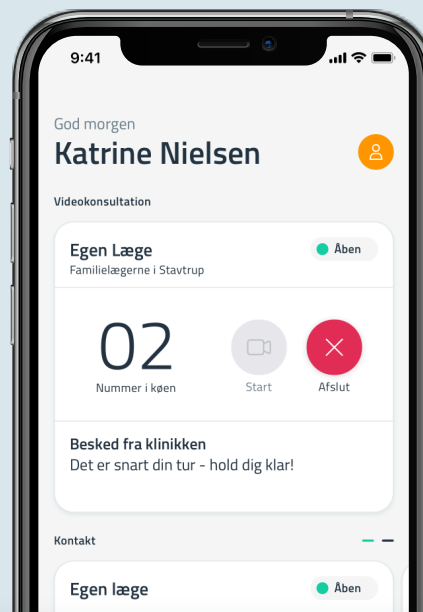 9:41
God morgen
Katrine Nielsen
Videokonsultation
Egen Læge
Åben
Familielægerne i Stavtrup
02
Nummer i køen
Start
Afslut
Besked fra klinikken
Det er snart din tur - hold dig klar!
Kontakt
Egen læge
Åben